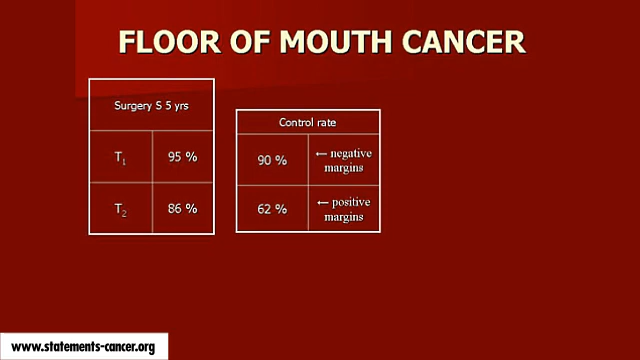 FLOOR OF MOUTH CANCER
Surgery S 5 yrs
T₁ 95 %
T₂ 86 %
Control rate
90 % ← negative
margins
62 % ← positive
margins
www.statements-cancer.org